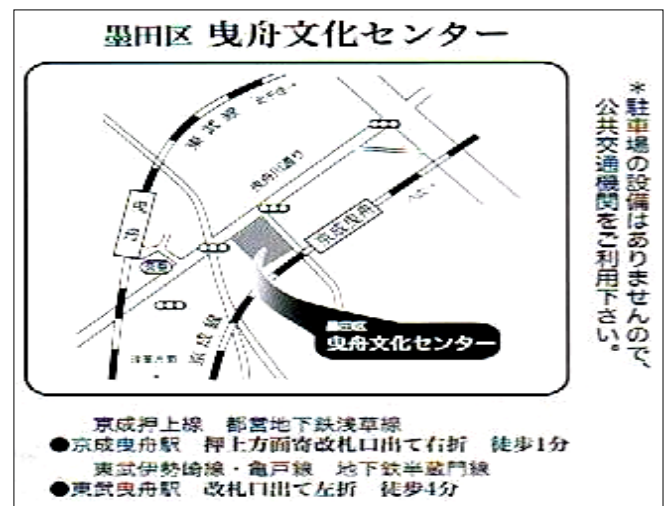 墨田区 曳舟文化センター
＊駐車場の設備はありませんので、
公共交通機関をご利用下さい。
東武線
曳舟川通り
曳舟
京成曳舟
京成線
墨田区
曳舟文化センター
京成押上線 都営地下鉄浅草線
●京成曳舟駅 押上方面寄改札口出て右折 徒歩1分
東武伊勢崎線・亀戸線 地下鉄半蔵門線
●東武曳舟駅 改札口出て左折 徒歩4分